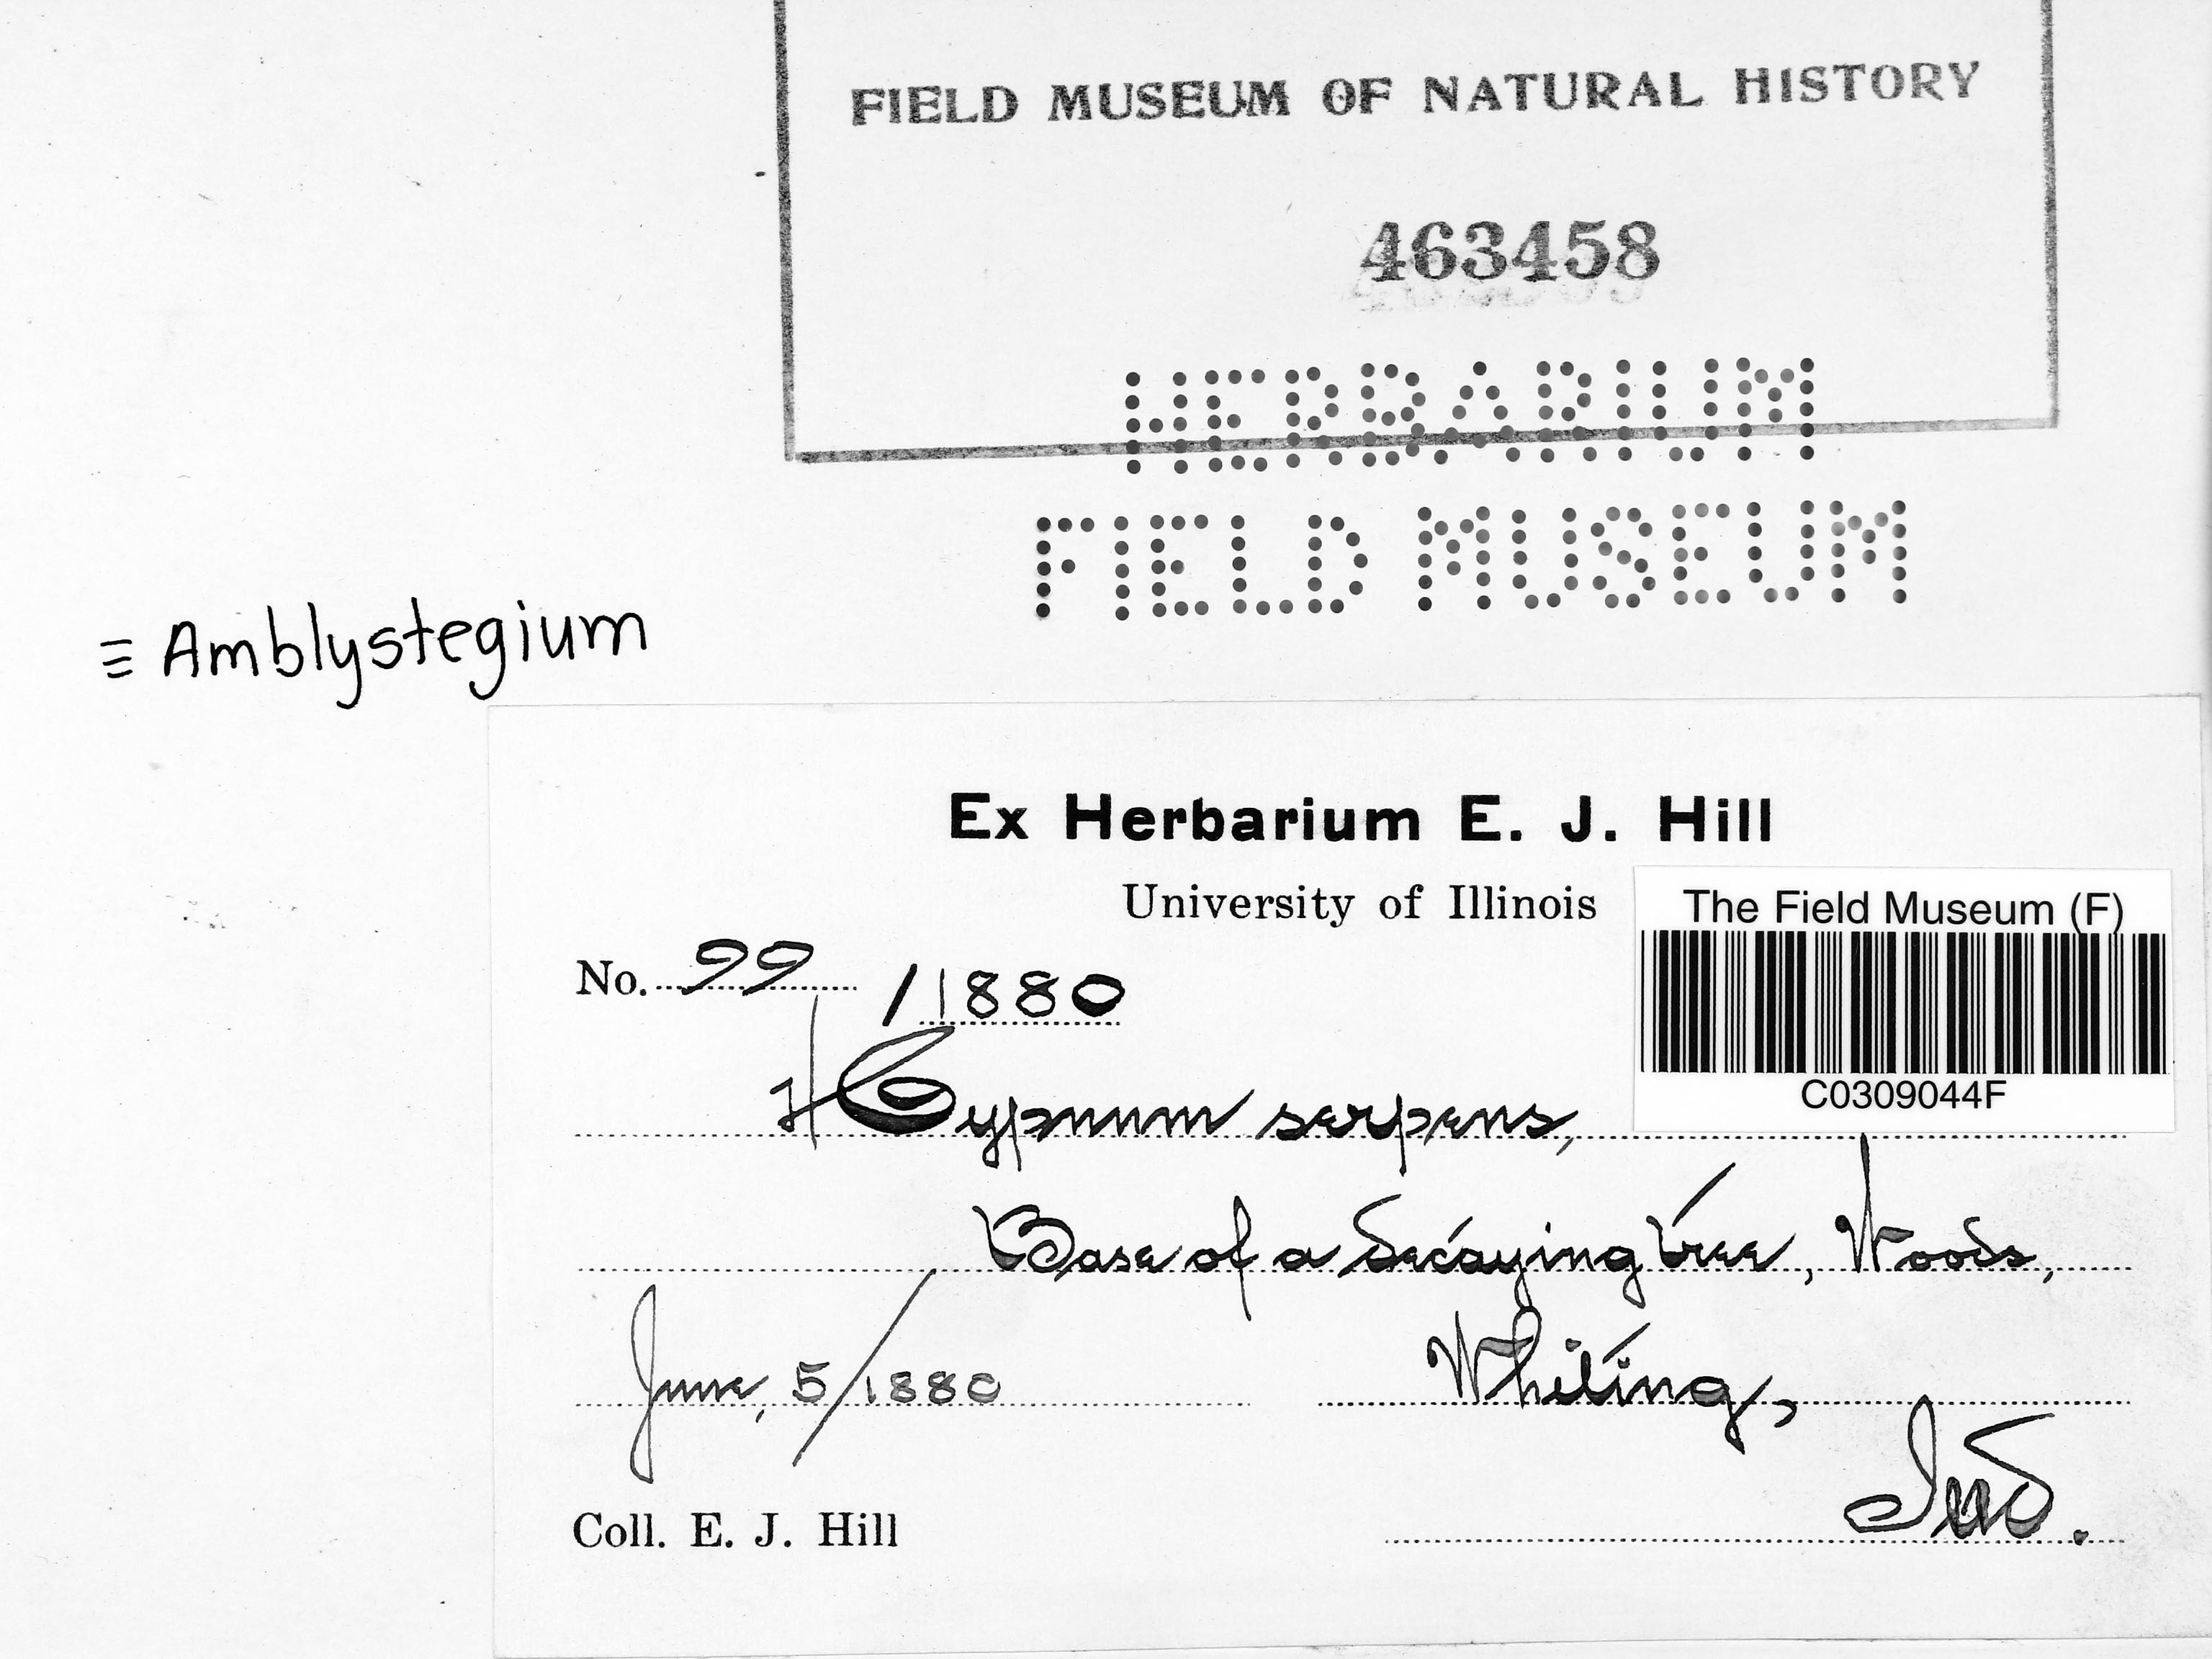 FIELD MUSEUM OF NATURAL HISTORY
463458
HERBARIUM
FIELD MUSEUM
≡ Amblystegium
Ex Herbarium E. J. Hill
University of Illinois
The Field Museum (F)
C0309044F
No. 99 / 1880
Hypnum serpens,
Base of a decaying tree, Woods,
June, 5/1880 Whiting,
Ind.
Coll. E. J. Hill